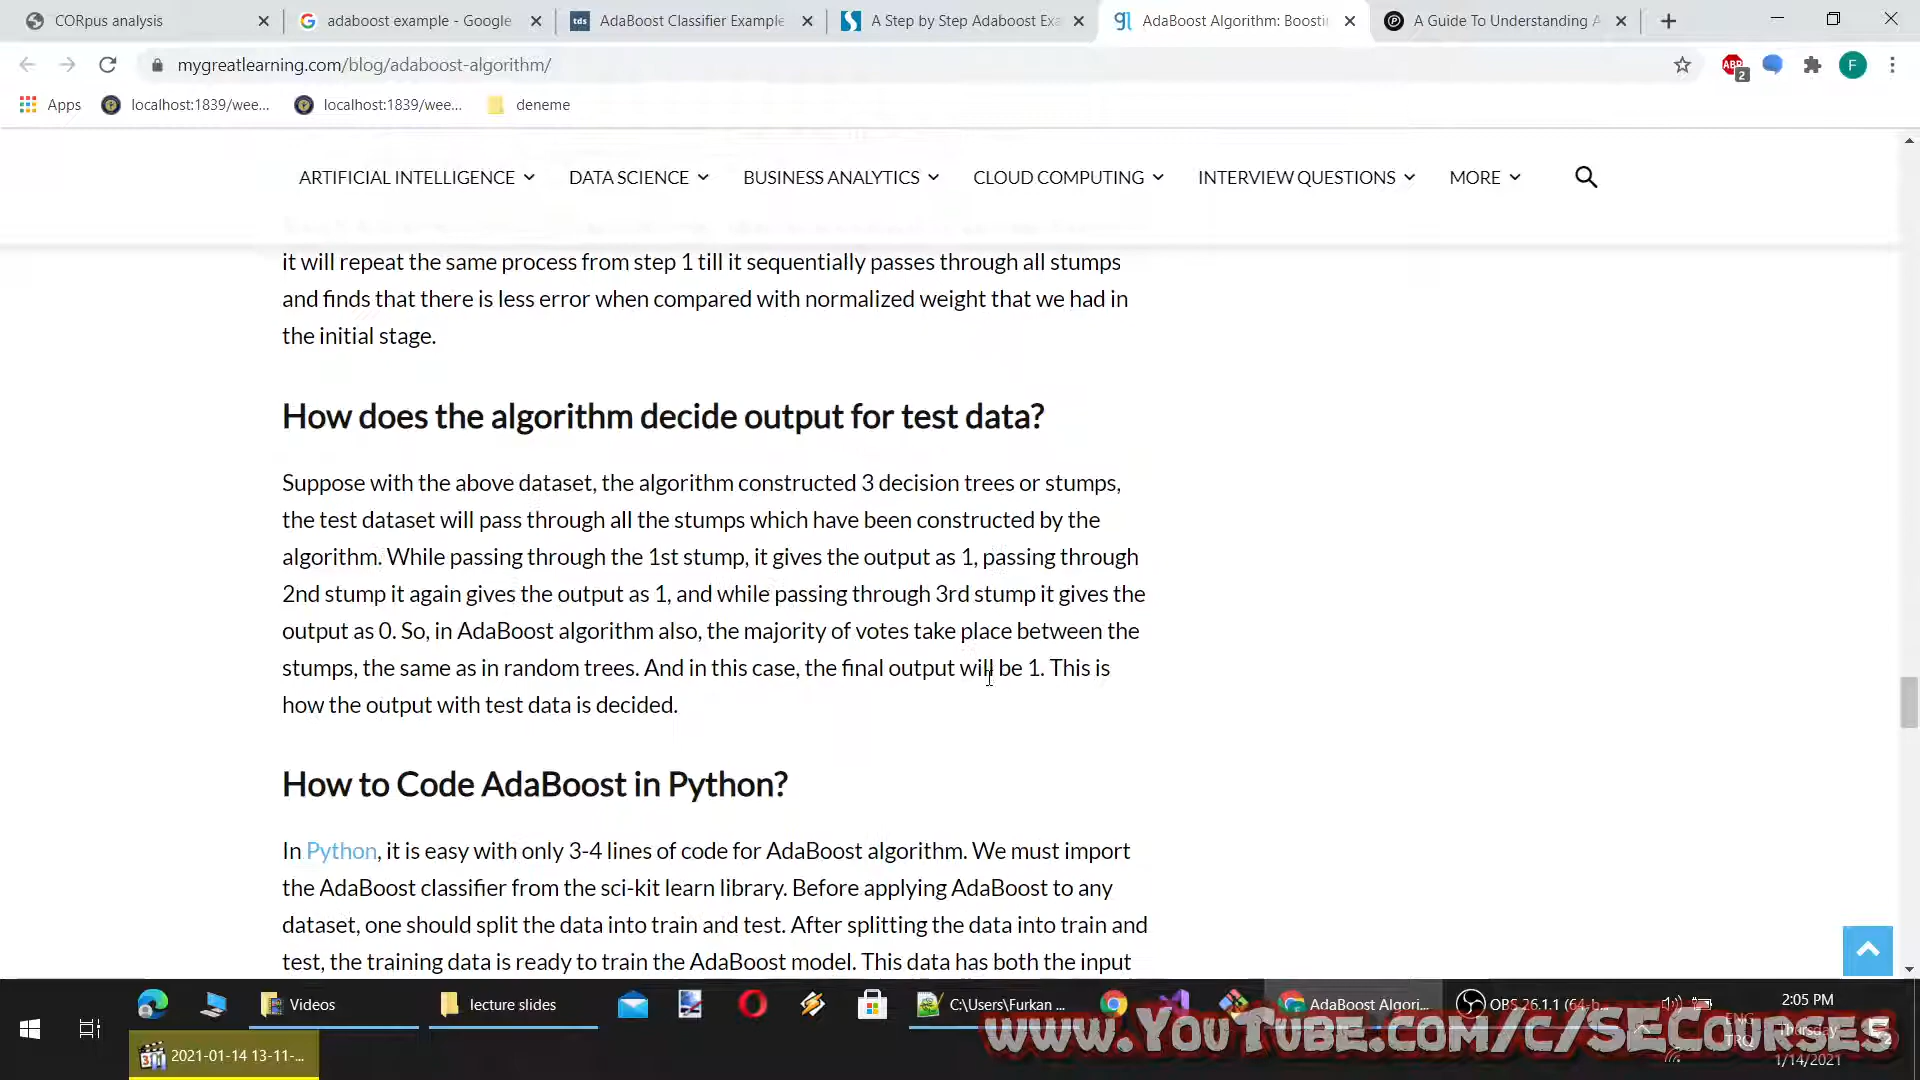 CORpus analysis
adaboost example - Google
AdaBoost Classifier Example
A Step by Step Adaboost Exa
AdaBoost Algorithm: Boostin
A Guide To Understanding A
mygreatlearning.com/blog/adaboost-algorithm/
ABP
2
F
Apps
localhost:1839/wee...
localhost:1839/wee...
deneme
ARTIFICIAL INTELLIGENCE
DATA SCIENCE
BUSINESS ANALYTICS
CLOUD COMPUTING
INTERVIEW QUESTIONS
MORE
it will repeat the same process from step 1 till it sequentially passes through all stumps
and finds that there is less error when compared with normalized weight that we had in
the initial stage.
How does the algorithm decide output for test data?
Suppose with the above dataset, the algorithm constructed 3 decision trees or stumps,
the test dataset will pass through all the stumps which have been constructed by the
algorithm. While passing through the 1st stump, it gives the output as 1, passing through
2nd stump it again gives the output as 1, and while passing through 3rd stump it gives the
output as 0. So, in AdaBoost algorithm also, the majority of votes take place between the
stumps, the same as in random trees. And in this case, the final output will be 1. This is
how the output with test data is decided.
How to Code AdaBoost in Python?
In Python, it is easy with only 3-4 lines of code for AdaBoost algorithm. We must import
the AdaBoost classifier from the sci-kit learn library. Before applying AdaBoost to any
dataset, one should split the data into train and test. After splitting the data into train and
test, the training data is ready to train the AdaBoost model. This data has both the input
Videos
lecture slides
C:\Users\Furkan ...
AdaBoost Algori...
OBS 26.1.1 (64-b...
2:05 PM
ENG
Thursday
TRQ
1/14/2021
2021-01-14 13-11-...
www.YouTube.com/c/SECourses